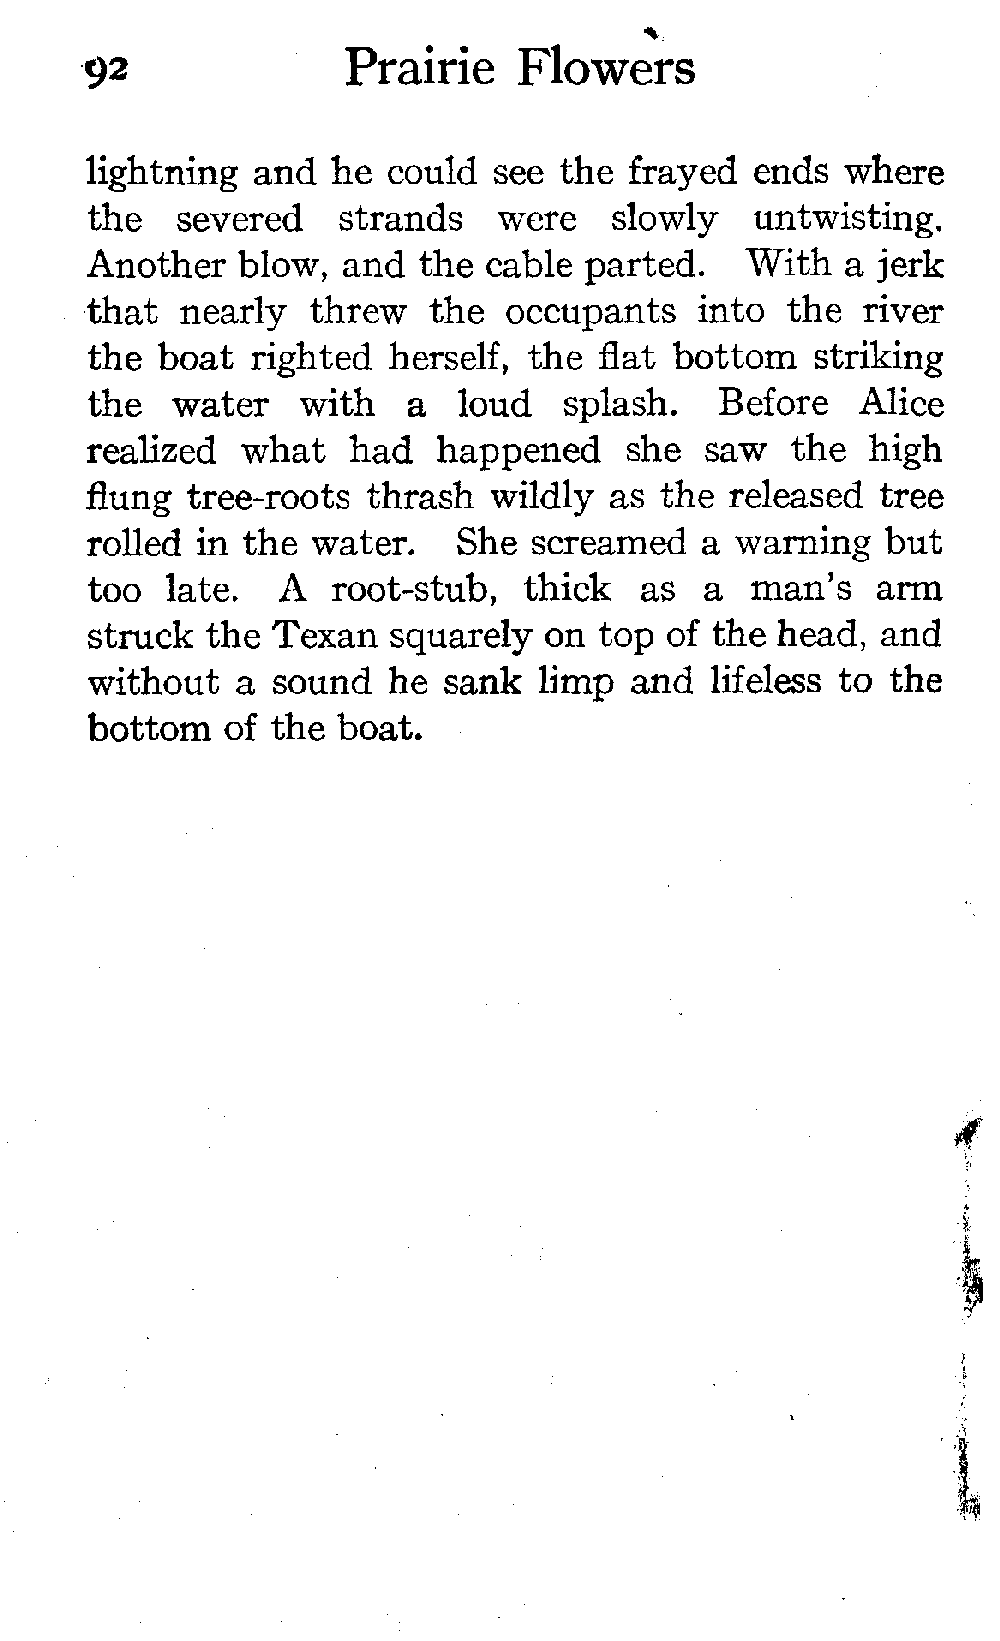 92 Prairie Flowers
lightning and he could see the frayed ends where
the severed strands were slowly untwisting.
Another blow, and the cable parted. With a jerk
that nearly threw the occupants into the river
the boat righted herself, the flat bottom striking
the water with a loud splash. Before Alice
realized what had happened she saw the high
flung tree-roots thrash wildly as the released tree
rolled in the water. She screamed a warning but
too late. A root-stub, thick as a man's arm
struck the Texan squarely on top of the head, and
without a sound he sank limp and lifeless to the
bottom of the boat.